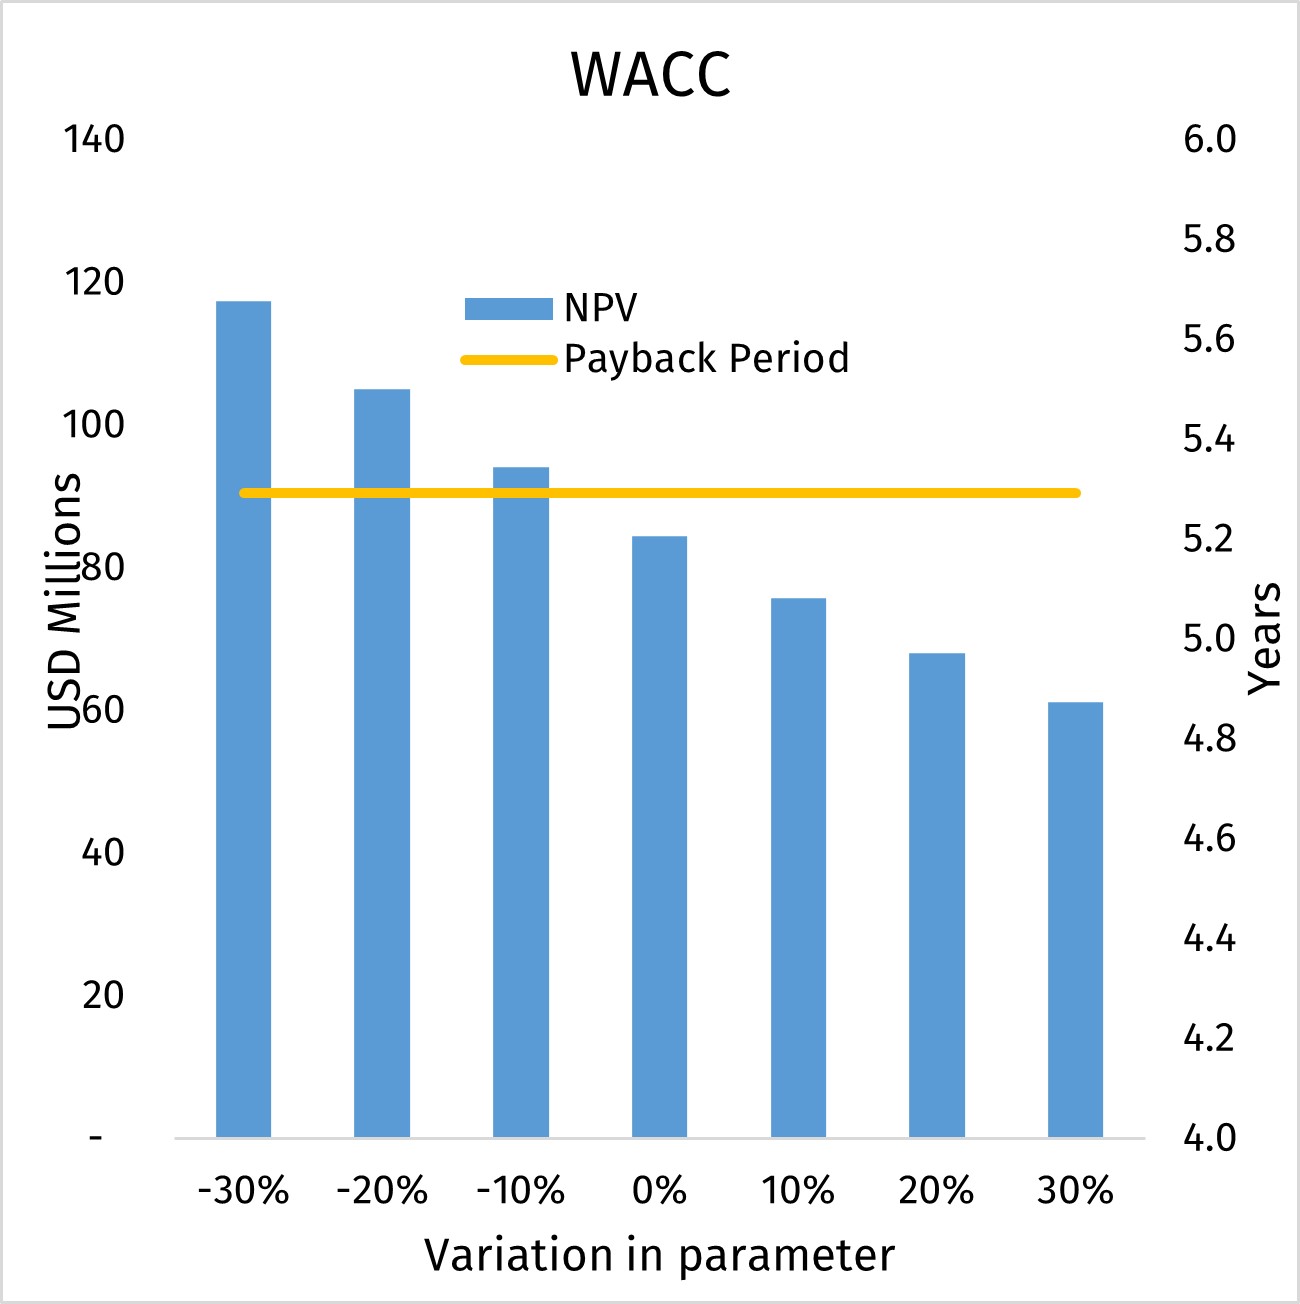 WACC
140
120
100
80
60
40
20
-
USD Millions
NPV
Payback Period
6.0
5.8
5.6
5.4
5.2
5.0
4.8
4.6
4.4
4.2
4.0
Years
-30% -20% -10% 0% 10% 20% 30%
Variation in parameter